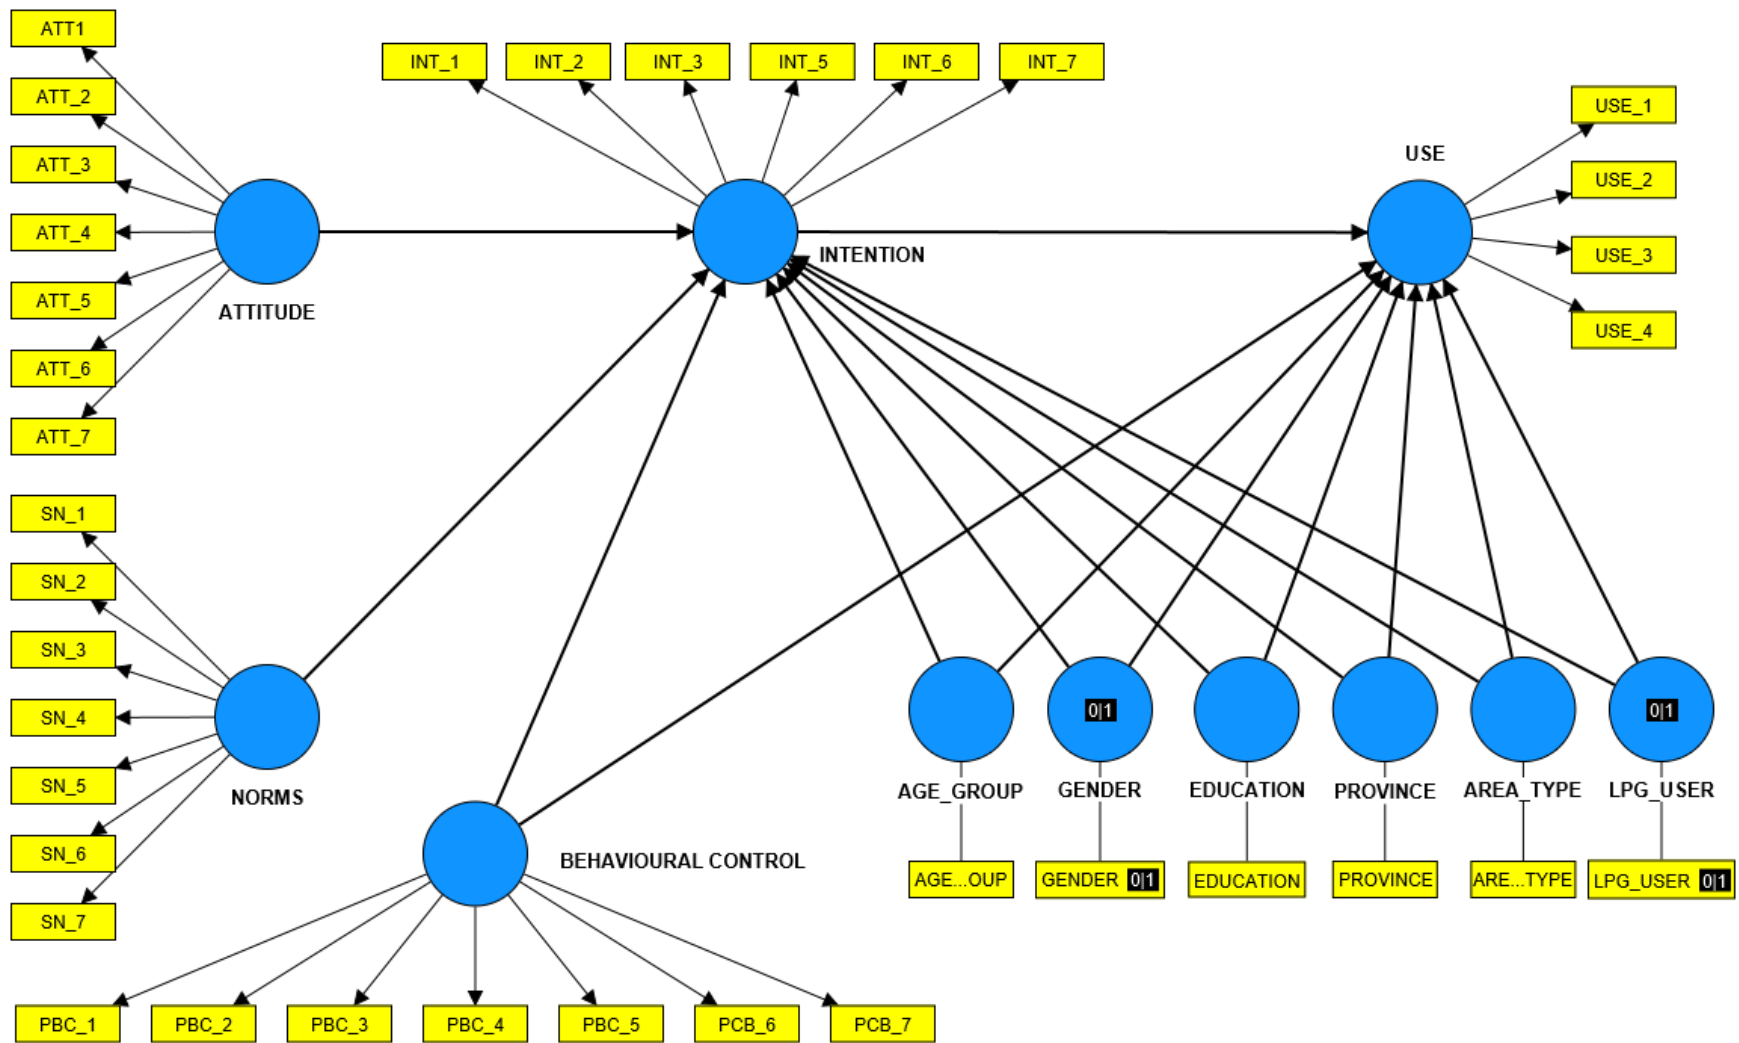 ATT1
ATT_2
ATT_3
ATT_4
ATT_5
ATT_6
ATT_7
ATTITUDE
INT_1
INT_2
INT_3
INT_5
INT_6
INT_7
INTENTION
USE
USE_1
USE_2
USE_3
USE_4
SN_1
SN_2
SN_3
SN_4
SN_5
SN_6
SN_7
NORMS
BEHAVIOURAL CONTROL
PBC_1
PBC_2
PBC_3
PBC_4
PBC_5
PCB_6
PCB_7
0|1
0|1
AGE_GROUP
GENDER
EDUCATION
PROVINCE
AREA_TYPE
LPG_USER
AGE...OUP
GENDER 0|1
EDUCATION
PROVINCE
ARE...TYPE
LPG_USER 0|1